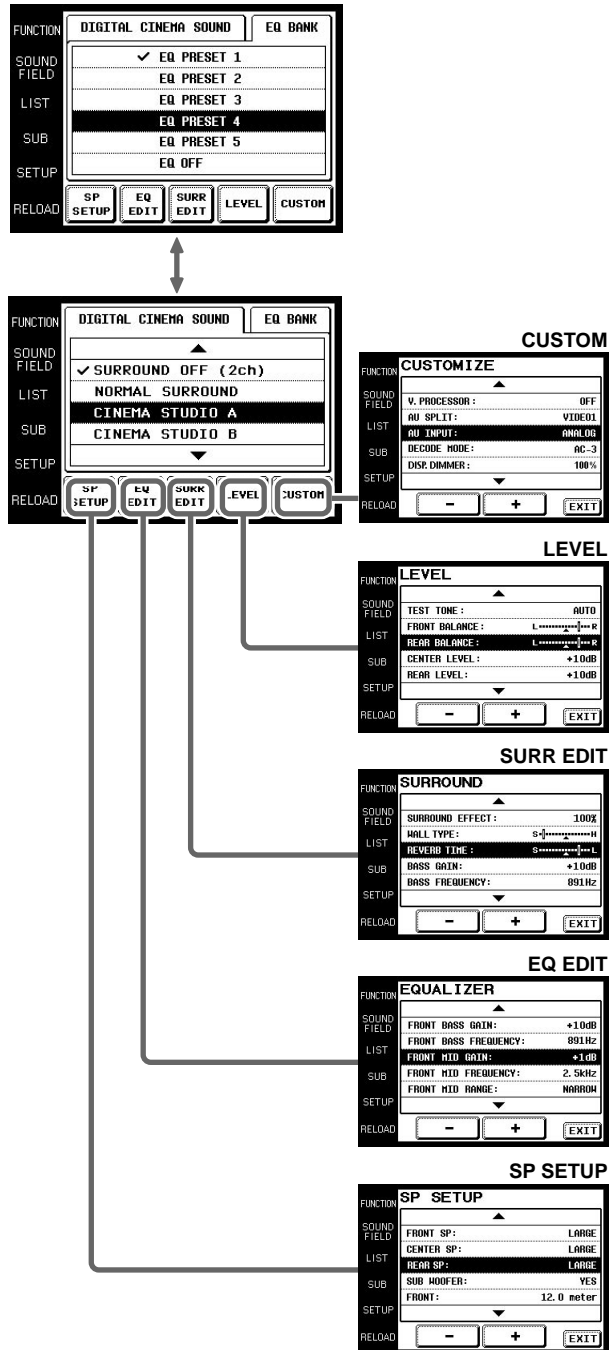 DIGITAL CINEMA SOUND EQ BANK
FUNCTION
SOUND
FIELD
LIST
SUB
SETUP
RELOAD
✓ EQ PRESET 1
EQ PRESET 2
EQ PRESET 3
EQ PRESET 4
EQ PRESET 5
EQ OFF
SP SETUP
EQ EDIT
SURR EDIT
LEVEL
CUSTOM
DIGITAL CINEMA SOUND EQ BANK
FUNCTION
SOUND
FIELD
LIST
SUB
SETUP
RELOAD
✓ SURROUND OFF (2ch)
NORMAL SURROUND
CINEMA STUDIO A
CINEMA STUDIO B
SP SETUP
EQ EDIT
SURR EDIT
LEVEL
CUSTOM
CUSTOM
CUSTOMIZE
FUNCTION
SOUND
FIELD
LIST
SUB
SETUP
RELOAD
V. PROCESSOR : OFF
AU SPLIT: VIDEO1
AU INPUT: ANALOG
DECODE MODE: AC-3
DISP. DIMMER: 100%
- + EXIT
LEVEL
LEVEL
FUNCTION
SOUND
FIELD
LIST
SUB
SETUP
RELOAD
TEST TONE : AUTO
FRONT BALANCE : L R
REAR BALANCE : L R
CENTER LEVEL : +10dB
REAR LEVEL : +10dB
- + EXIT
SURR EDIT
SURROUND
FUNCTION
SOUND
FIELD
LIST
SUB
SETUP
RELOAD
SURROUND EFFECT : 100%
WALL TYPE : S H
REVERB TIME : S L
BASS GAIN: +10dB
BASS FREQUENCY: 891Hz
- + EXIT
EQ EDIT
EQUALIZER
FUNCTION
SOUND
FIELD
LIST
SUB
SETUP
RELOAD
FRONT BASS GAIN: +10dB
FRONT BASS FREQUENCY: 891Hz
FRONT MID GAIN: +1dB
FRONT MID FREQUENCY: 2.5kHz
FRONT MID RANGE: NARROW
- + EXIT
SP SETUP
SP SETUP
FUNCTION
SOUND
FIELD
LIST
SUB
SETUP
RELOAD
FRONT SP: LARGE
CENTER SP: LARGE
REAR SP: LARGE
SUB WOOFER: YES
FRONT : 12.0 meter
- + EXIT